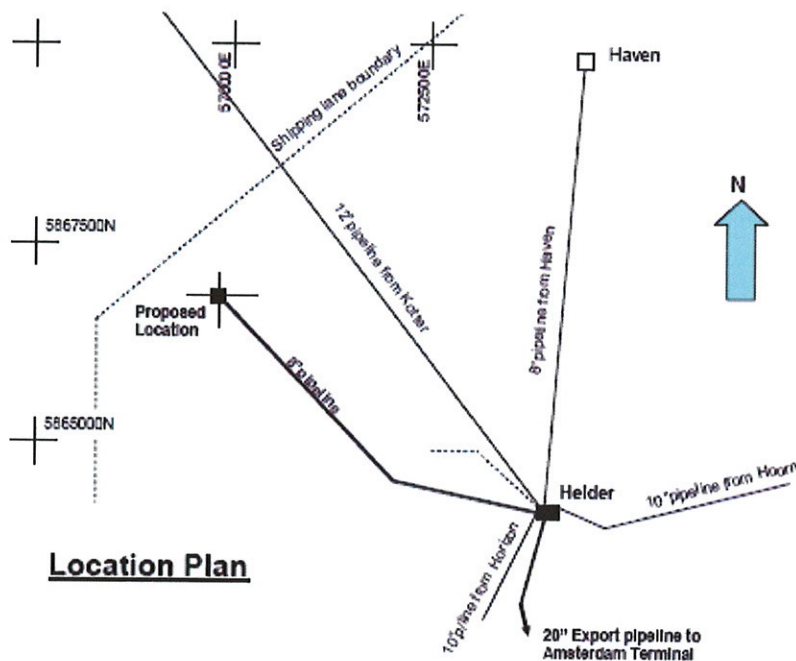 Haven
572500E
Shipping lane boundary
5867500N
N
12" pipeline from Kotter
8" pipeline from Haven
Proposed
Location
8" pipeline
5865000N
Helder
10" pipeline from Hoorn
Location Plan
10" p/line from Horizon
20" Export pipeline to
Amsterdam Terminal